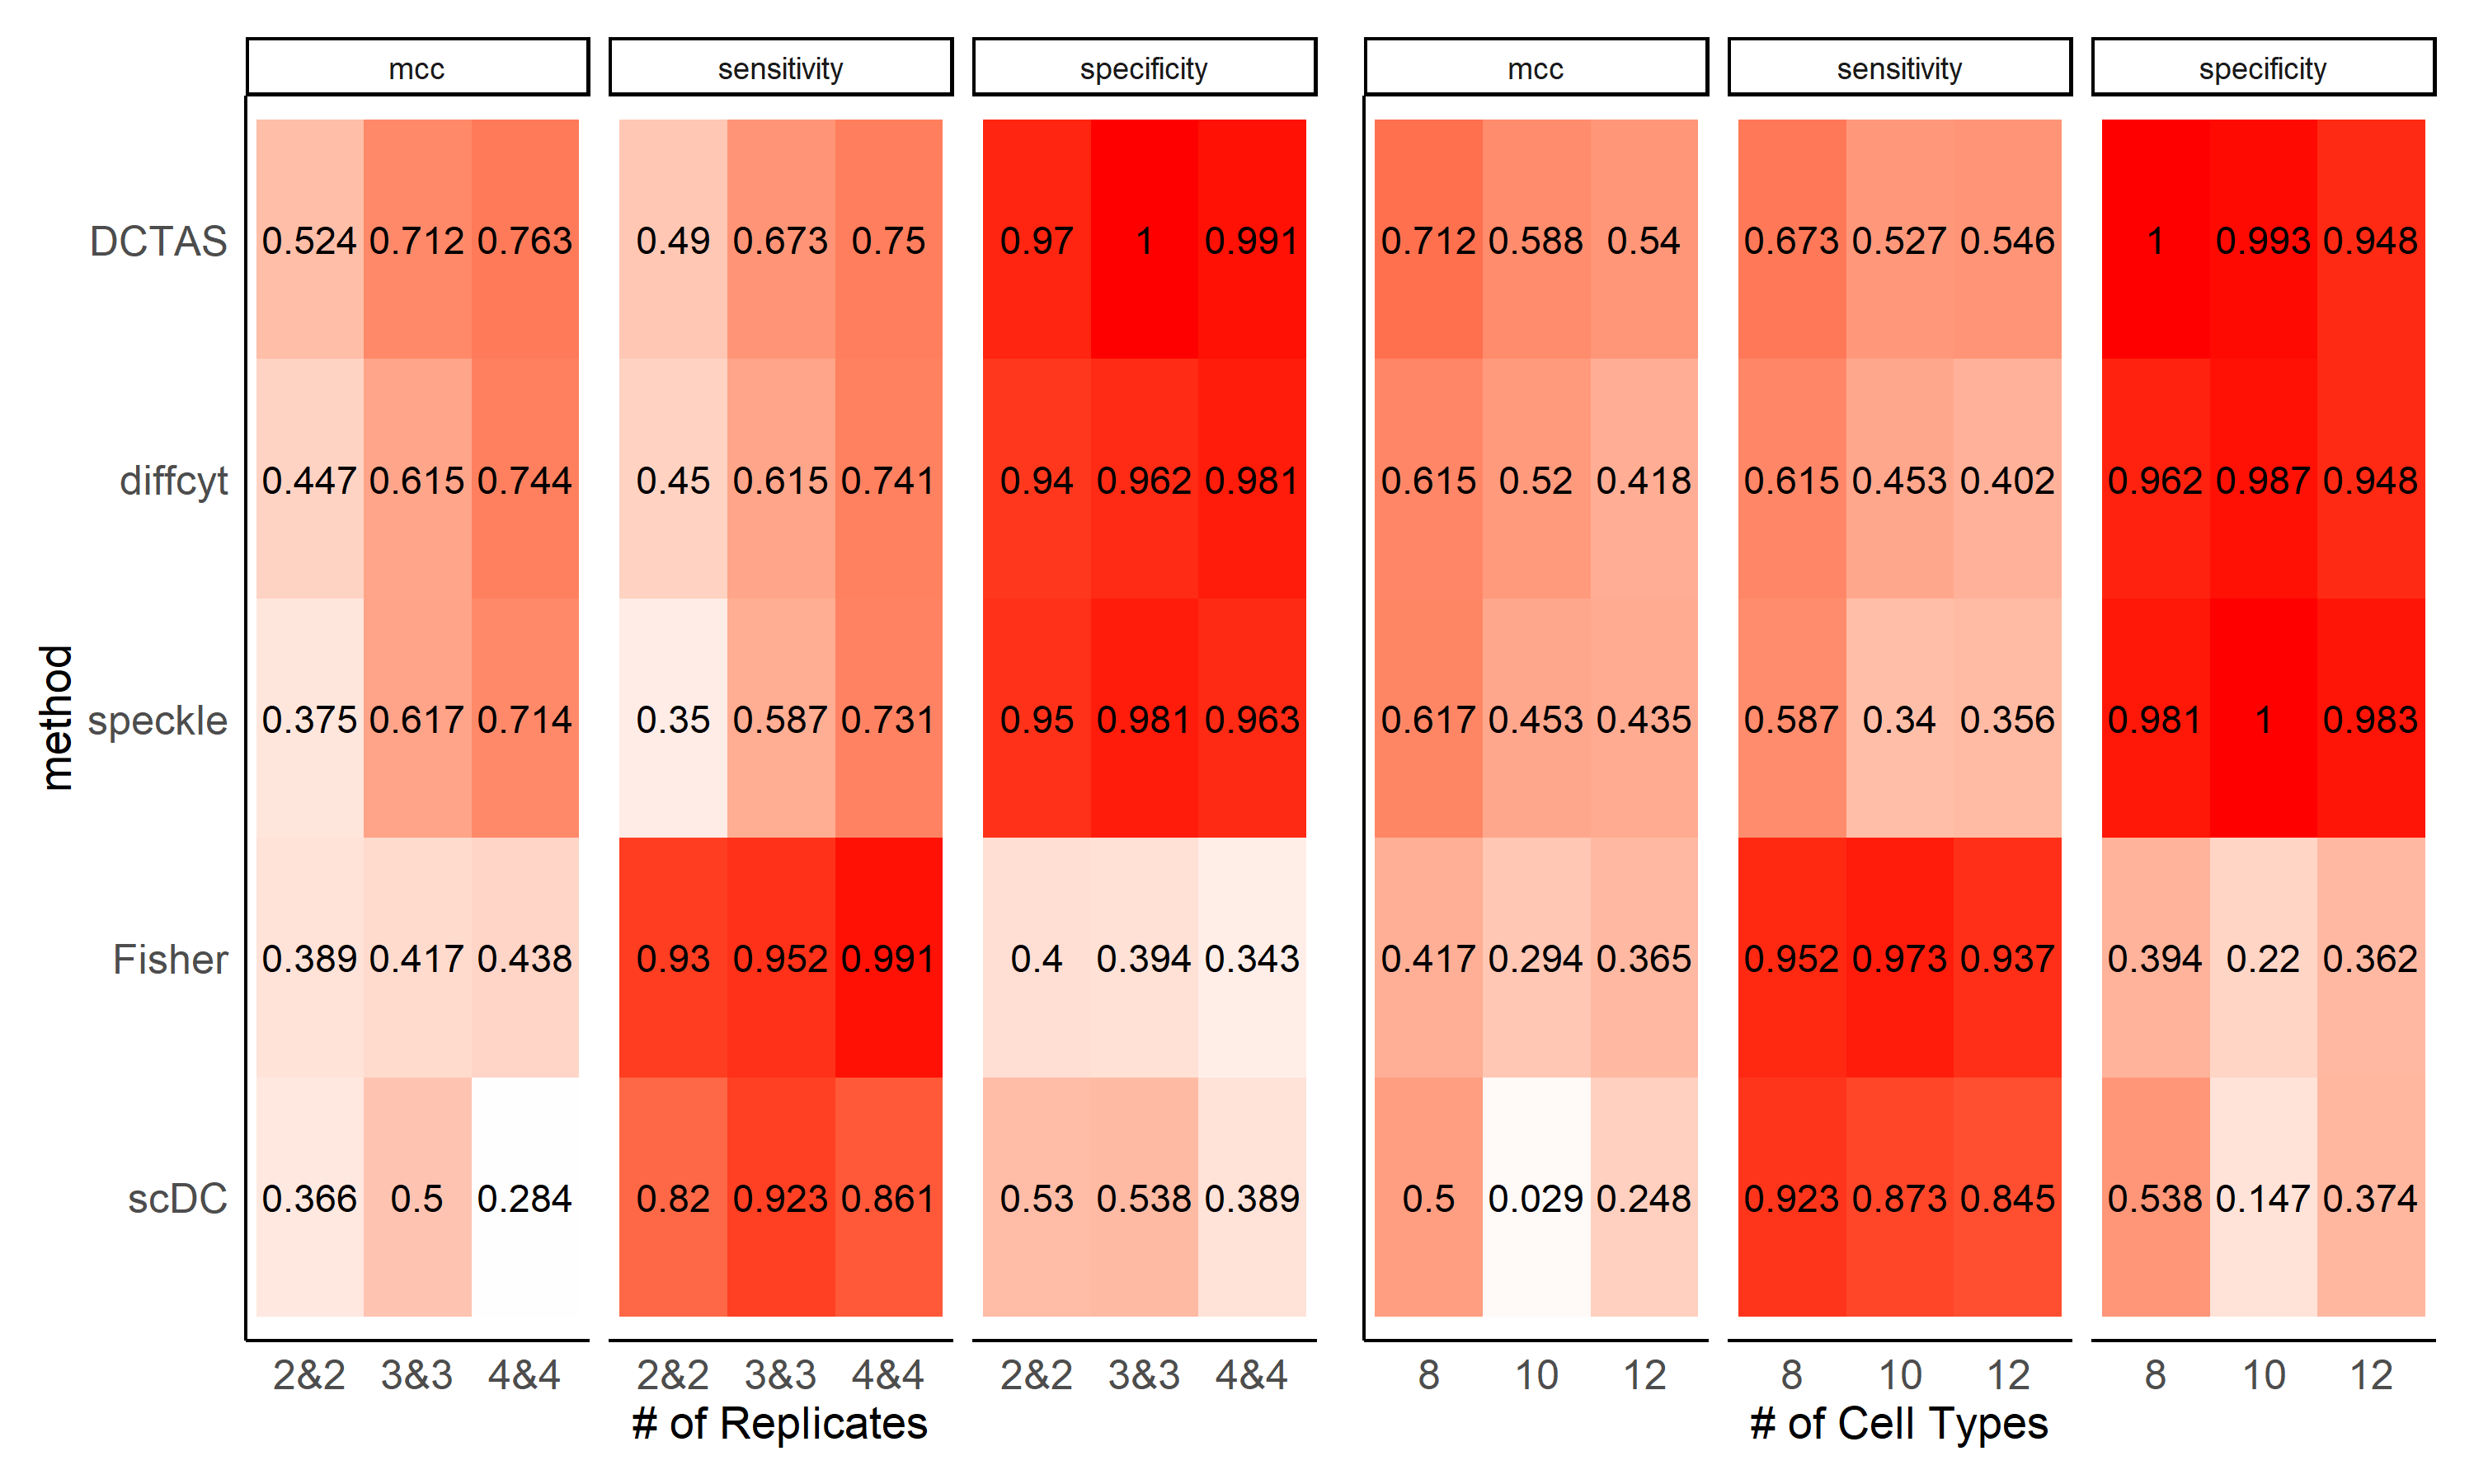 mcc sensitivity specificity mcc sensitivity specificity
DCTAS 0.524 0.712 0.763 0.49 0.673 0.75 0.97 1 0.991 0.712 0.588 0.54 0.673 0.527 0.546 1 0.993 0.948
diffcyt 0.447 0.615 0.744 0.45 0.615 0.741 0.94 0.962 0.981 0.615 0.52 0.418 0.615 0.453 0.402 0.962 0.987 0.948
method
speckle 0.375 0.617 0.714 0.35 0.587 0.731 0.95 0.981 0.963 0.617 0.453 0.435 0.587 0.34 0.356 0.981 1 0.983
Fisher 0.389 0.417 0.438 0.93 0.952 0.991 0.4 0.394 0.343 0.417 0.294 0.365 0.952 0.973 0.937 0.394 0.22 0.362
scDC 0.366 0.5 0.284 0.82 0.923 0.861 0.53 0.538 0.389 0.5 0.029 0.248 0.923 0.873 0.845 0.538 0.147 0.374
2&2 3&3 4&4 2&2 3&3 4&4 2&2 3&3 4&4 8 10 12 8 10 12 8 10 12
# of Replicates # of Cell Types